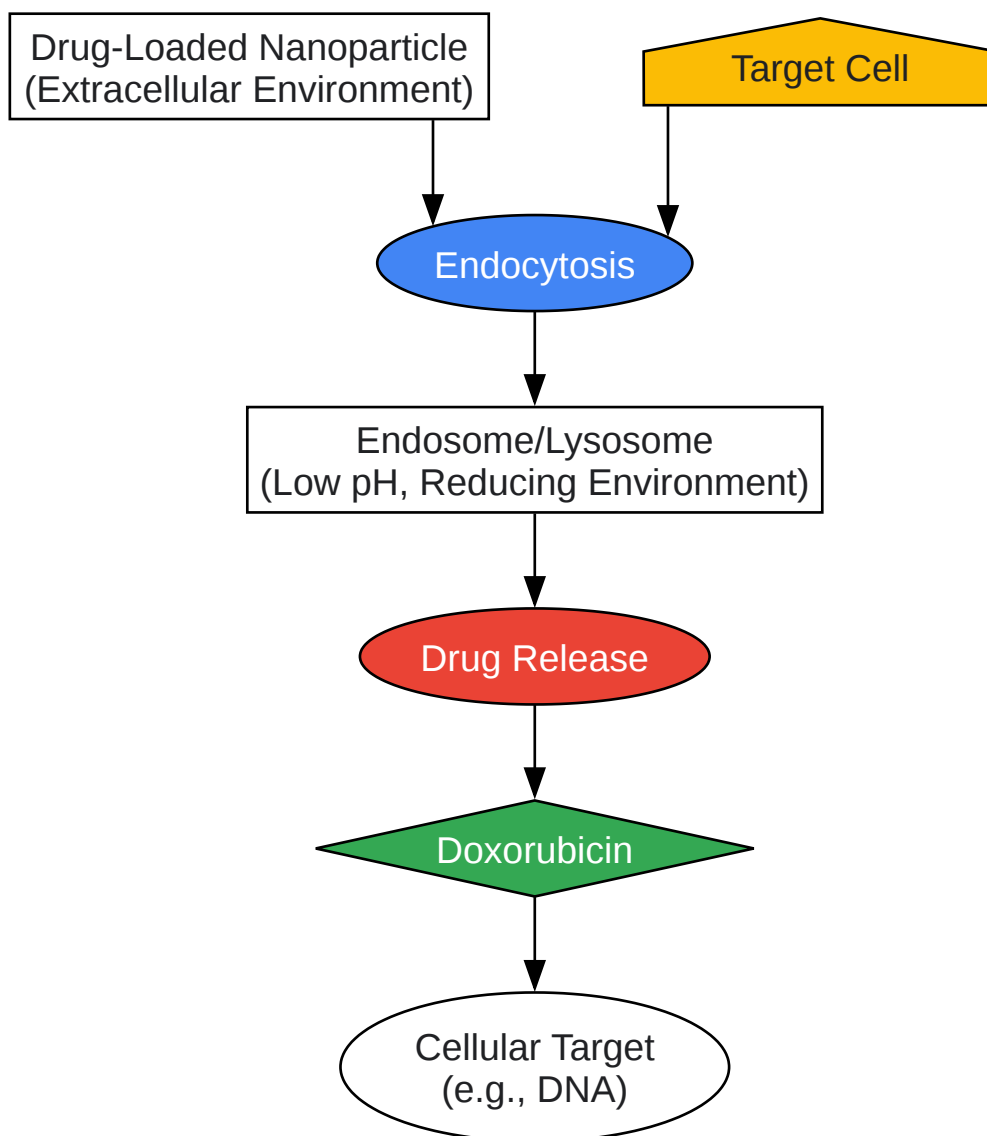 Drug-Loaded Nanoparticle
(Extracellular Environment)
Target Cell
Endocytosis
Endosome/Lysosome
(Low pH, Reducing Environment)
Drug Release
Doxorubicin
Cellular Target
(e.g., DNA)